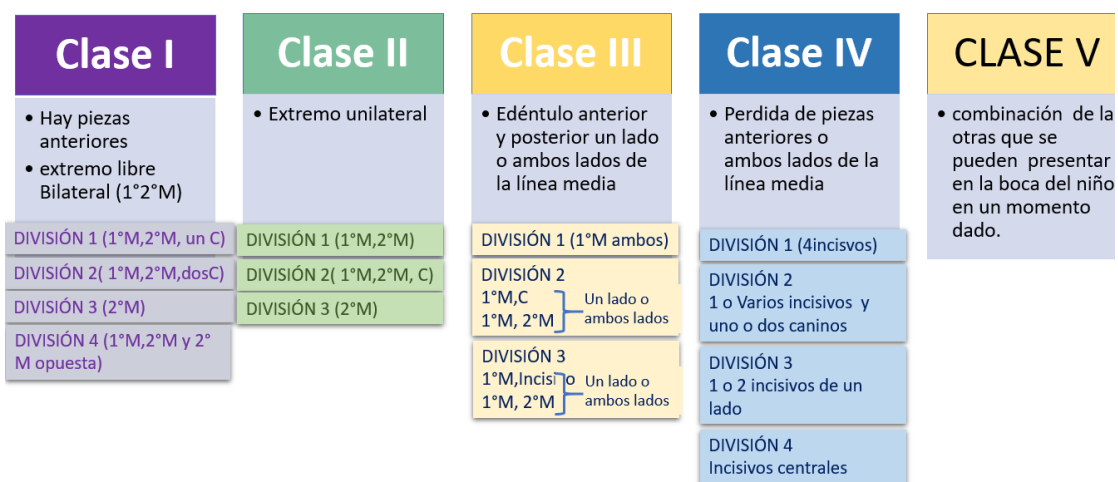 Clase I
• Hay piezas
anteriores
• extremo libre
Bilateral (1°2°M)
DIVISIÓN 1 (1°M,2°M, un C)
DIVISIÓN 2( 1°M,2°M,dosC)
DIVISIÓN 3 (2°M)
DIVISIÓN 4 (1°M,2°M y 2°
M opuesta)
Clase II
• Extremo unilateral
DIVISIÓN 1 (1°M,2°M)
DIVISIÓN 2( 1°M,2°M, C)
DIVISIÓN 3 (2°M)
Clase III
• Edéntulo anterior
y posterior un lado
o ambos lados de
la línea media
DIVISIÓN 1 (1°M ambos)
DIVISIÓN 2
1°M,C
1°M, 2°M
Un lado o
ambos lados
DIVISIÓN 3
1°M,Incisivo
1°M, 2°M
Un lado o
ambos lados
Clase IV
• Perdida de piezas
anteriores o
ambos lados de la
línea media
DIVISIÓN 1 (4incisvos)
DIVISIÓN 2
1 o Varios incisivos y
uno o dos caninos
DIVISIÓN 3
1 o 2 incisivos de un
lado
DIVISIÓN 4
Incisivos centrales
CLASE V
• combinación de la
otras que se
pueden presentar
en la boca del niño
en un momento
dado.